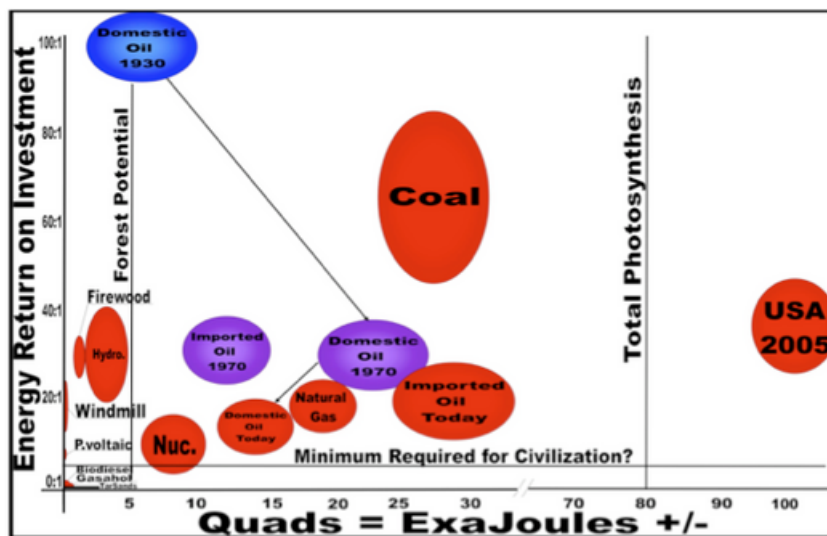 Energy Return on Investment
100:1
80:1
60:1
40:1
20:1
0:1
Domestic
Oil
1930
Forest Potential
Coal
Total Photosynthesis
USA
2005
Firewood
Hydro.
Imported
Oil
1970
Domestic
Oil
1970
Windmill
Natural
Gas
Imported
Oil
Today
Domestic
Oil
Today
Nuc.
P.voltaic
Minimum Required for Civilization?
Biodiesel
Gasahol
TarSands
5 10 15 20 25 30 70 80 90 100
Quads = ExaJoules +/-